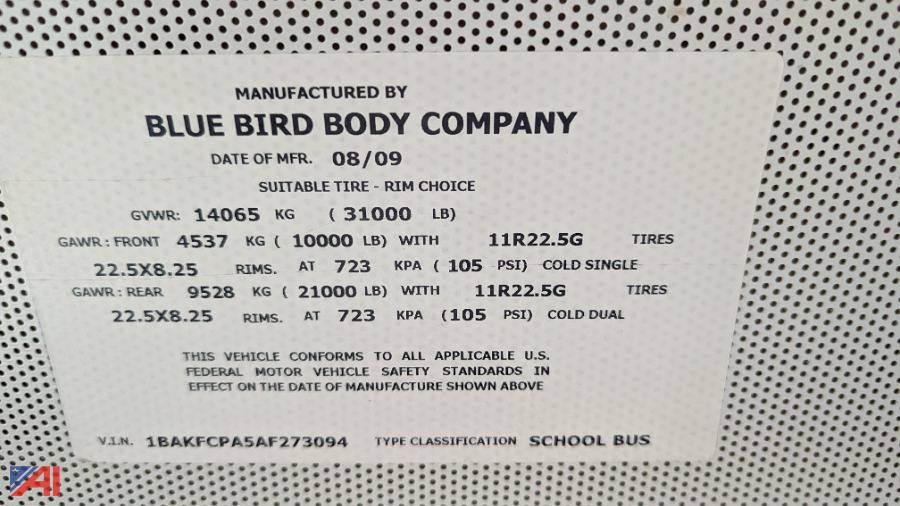 MANUFACTURED BY
BLUE BIRD BODY COMPANY
DATE OF MFR. 08/09
SUITABLE TIRE - RIM CHOICE
GVWR: 14065 KG ( 31000 LB)
GAWR : FRONT 4537 KG ( 10000 LB) WITH 11R22.5G TIRES
22.5X8.25 RIMS. AT 723 KPA ( 105 PSI) COLD SINGLE
GAWR : REAR 9528 KG ( 21000 LB) WITH 11R22.5G TIRES
22.5X8.25 RIMS. AT 723 KPA (105 PSI) COLD DUAL
THIS VEHICLE CONFORMS TO ALL APPLICABLE U.S.
FEDERAL MOTOR VEHICLE SAFETY STANDARDS IN
EFFECT ON THE DATE OF MANUFACTURE SHOWN ABOVE
V.I.N. 1BAKFCPA5AF273094 TYPE CLASSIFICATION SCHOOL BUS
AI